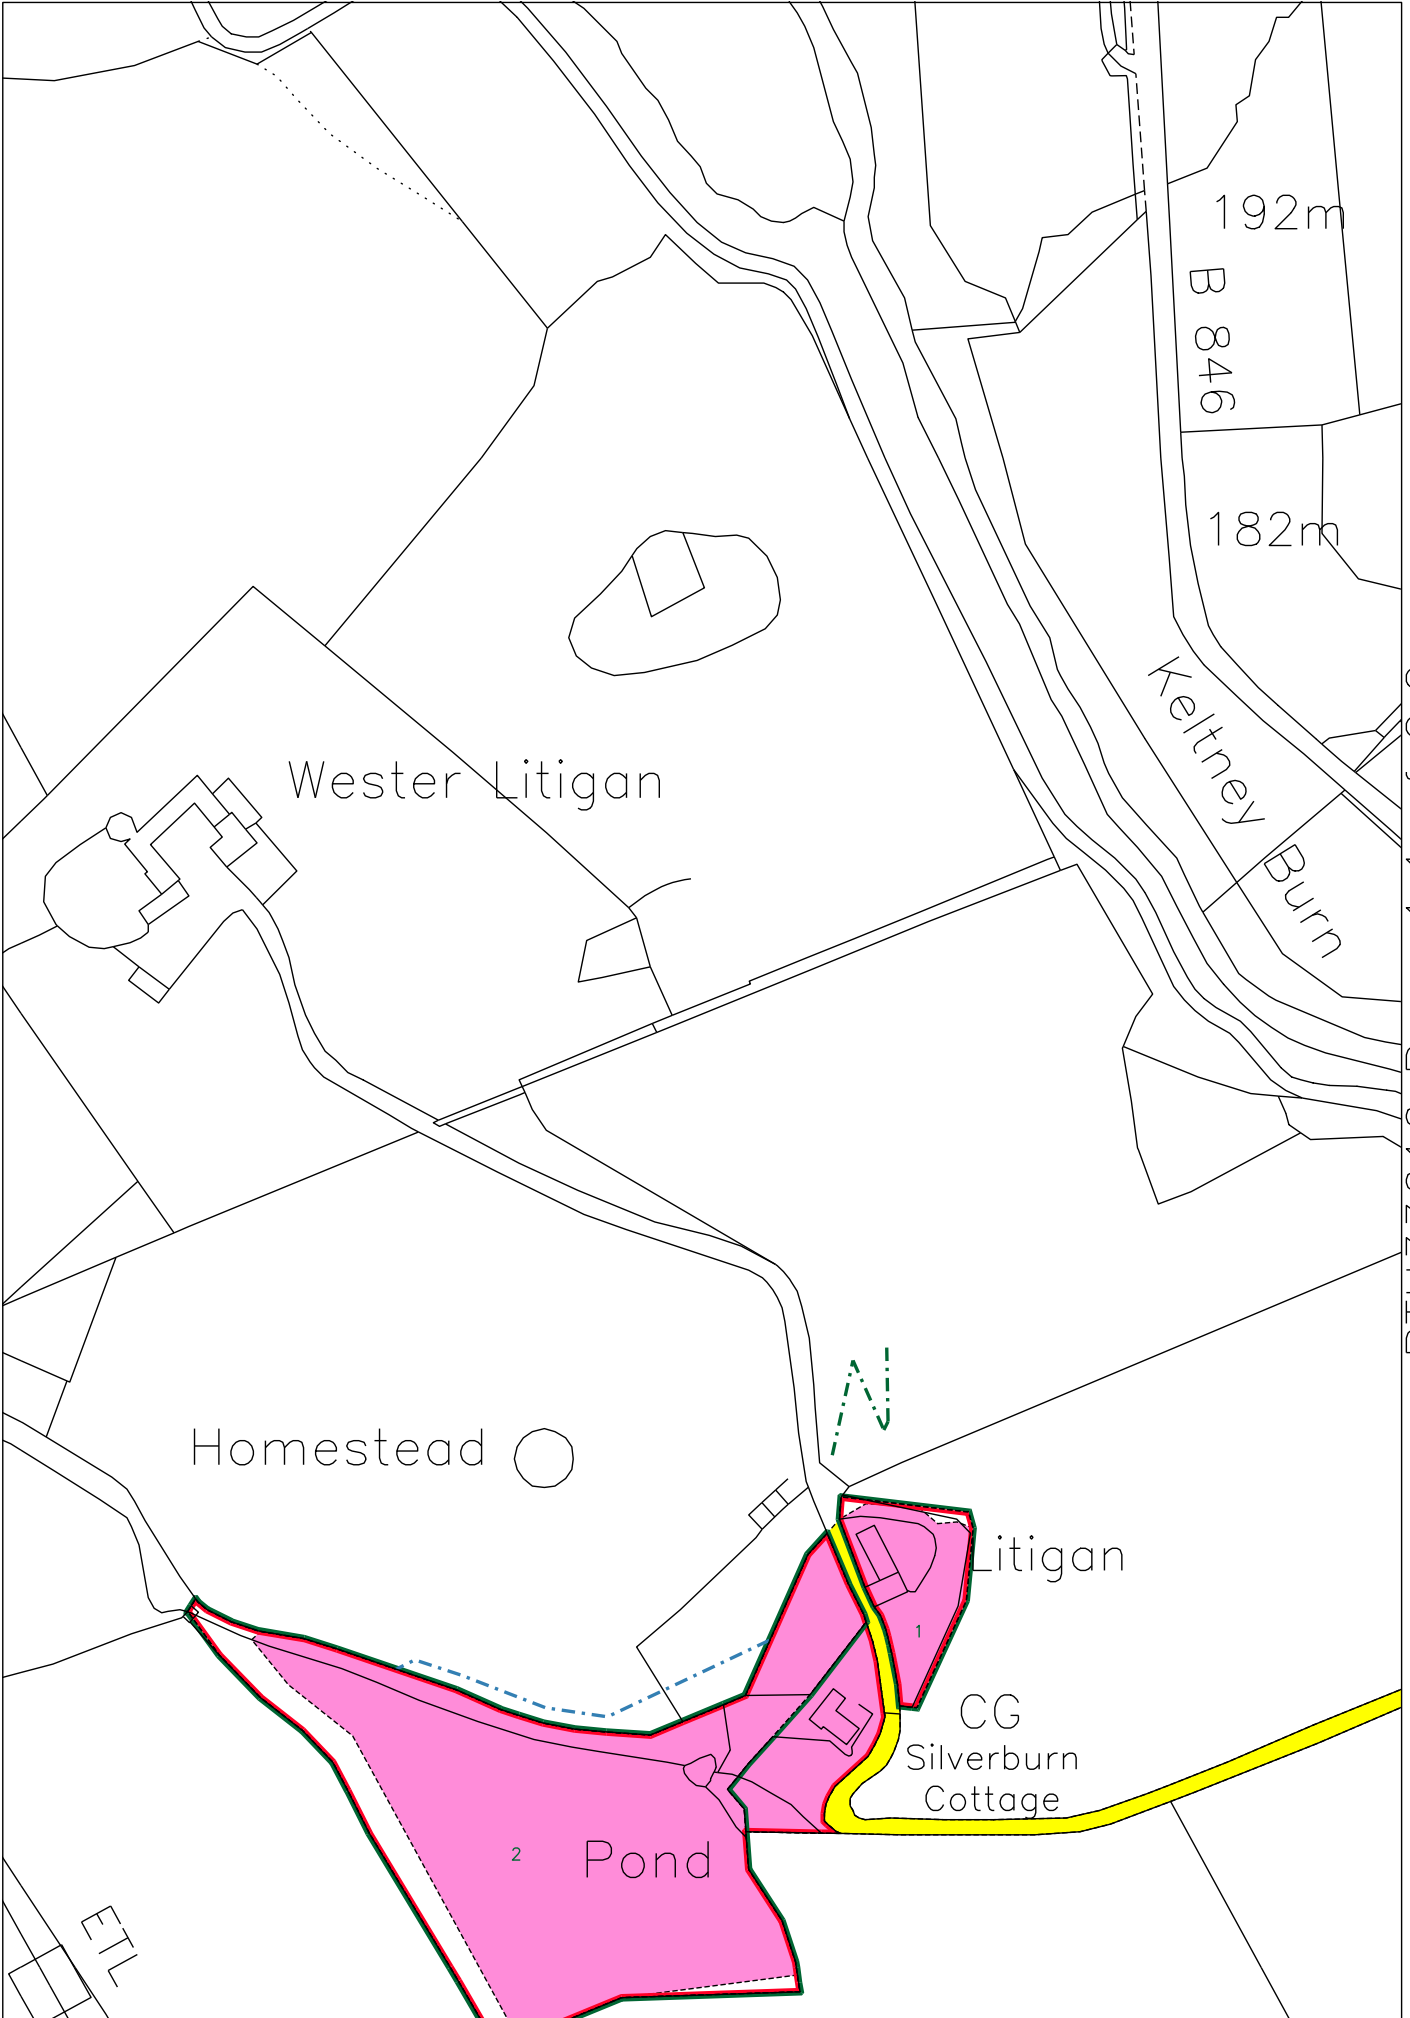 192m
B 846
182m
Keltney Burn
Wester Litigan
N
Homestead
Litigan
1
CG
Silverburn
Cottage
2
Pond
ETL